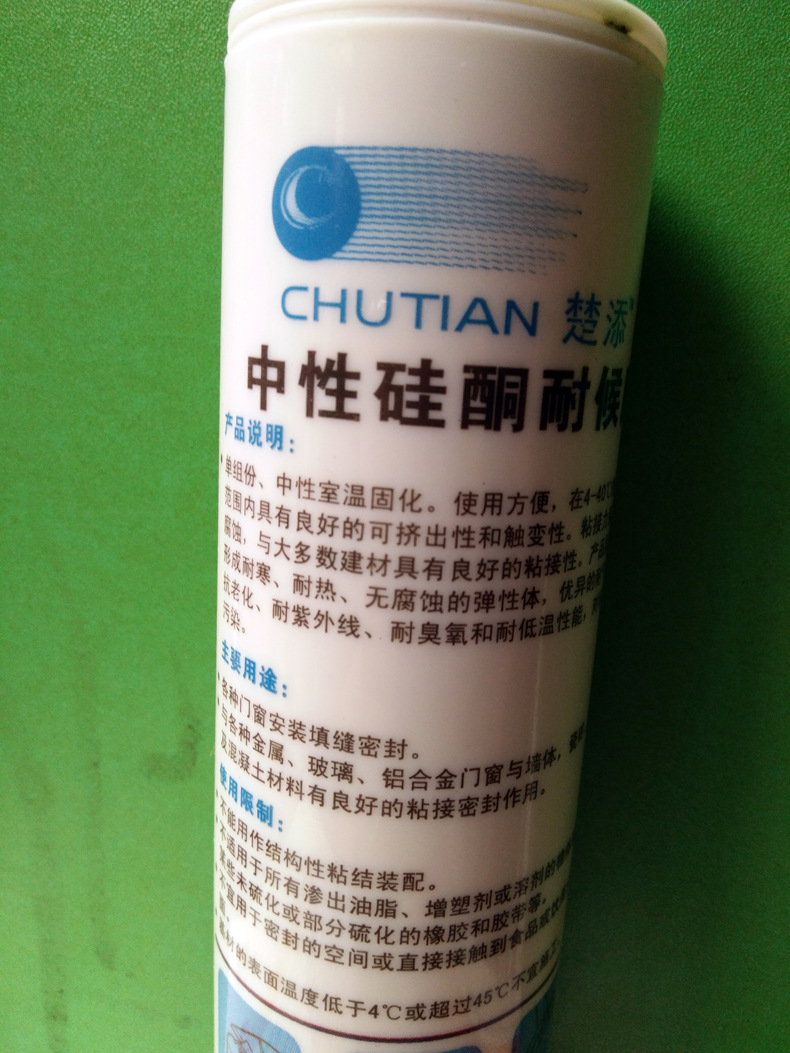 CHUTIAN 楚添
中性硅酮耐候
产品说明：
·单组份、中性室温固化。使用方便，在4-40℃
范围内具有良好的可挤出性和触变性。粘接力
腐蚀，与大多数建材具有良好的粘接性。产品
形成耐寒、耐热、无腐蚀的弹性体，优异的耐
抗老化、耐紫外线、耐臭氧和耐低温性能，对
污染。
主要用途：
·各种门窗安装填缝密封。
·与各种金属、玻璃、铝合金门窗与墙体，
及混凝土材料有良好的粘接密封作用。
使用限制：
·不能用作结构性粘结装配。
·不适用于所有渗出油脂、增塑剂或溶剂的
某些未硫化或部分硫化的橡胶和胶带等。
·不宜用于密封的空间或直接接触到食品或饮
基材的表面温度低于4℃或超过45℃不宜施工